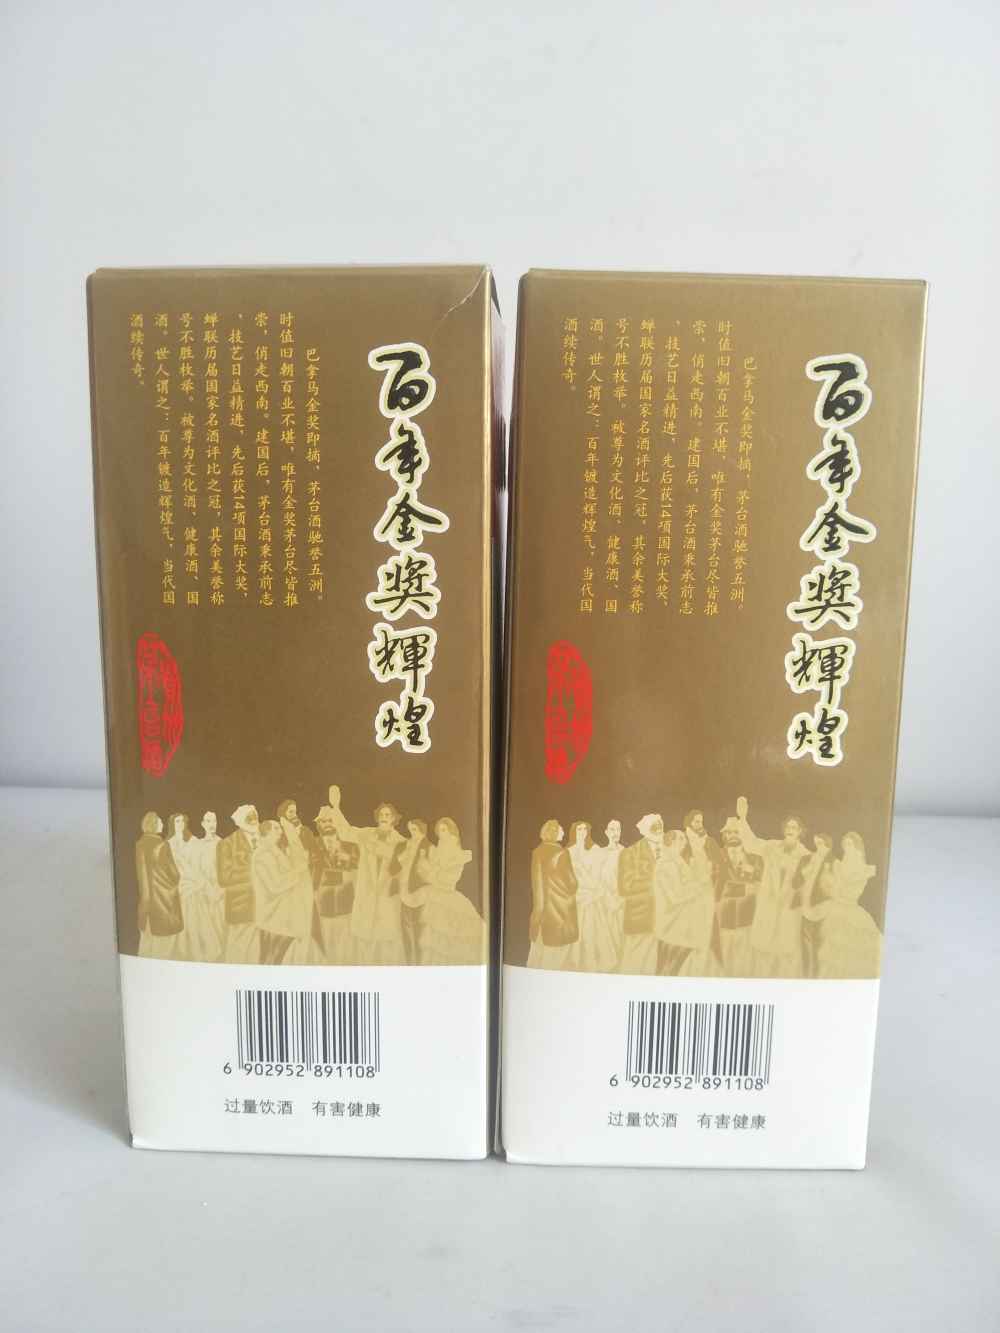 百年金奖辉煌
巴拿马金奖即摘，茅台酒驰誉五洲。
时值旧朝百业不堪，唯有金奖茅台尽皆推
崇，俏走西南。建国后，茅台酒秉承前志
、技艺日益精进，先后获14项国际大奖、
蝉联历届国家名酒评比之冠，其余美誉称
号不胜枚举。被尊为文化酒、健康酒、国
酒。世人谓之：百年镀造辉煌气，当代国
酒续传奇。
6 902952 891108
过量饮酒 有害健康
百年金奖辉煌
巴拿马金奖即摘，茅台酒驰誉五洲。
时值旧朝百业不堪，唯有金奖茅台尽皆推
崇，俏走西南。建国后，茅台酒秉承前志
、技艺日益精进，先后获14项国际大奖、
蝉联历届国家名酒评比之冠，其余美誉称
号不胜枚举。被尊为文化酒、健康酒、国
酒。世人谓之：百年镀造辉煌气，当代国
酒续传奇。
6 902952 891108
过量饮酒 有害健康